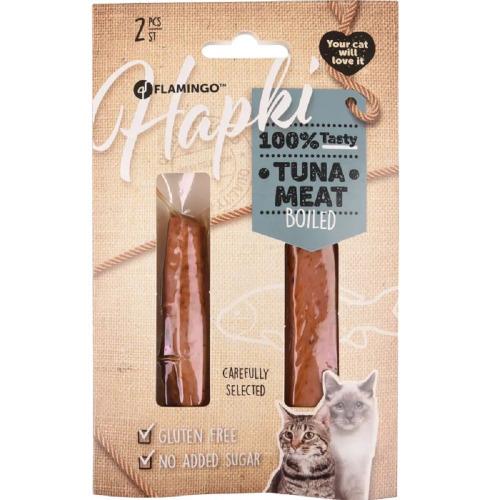 2 PCS
ST
Your cat
will
love it
FLAMINGO™
Hapki
100% Tasty
TUNA
MEAT
BOILED
CAREFULLY
SELECTED
GLUTEN FREE
NO ADDED SUGAR